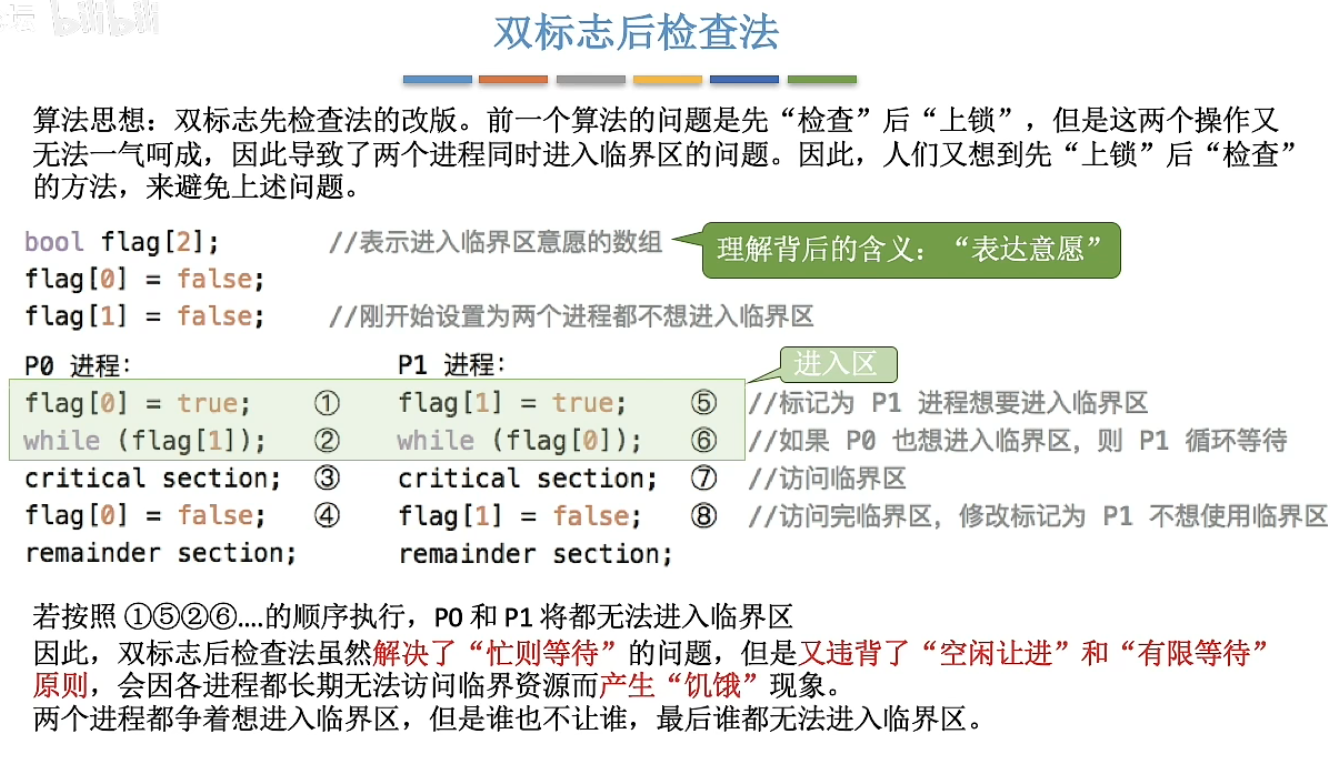 bilibili
双标志后检查法
算法思想：双标志先检查法的改版。前一个算法的问题是先“检查”后“上锁”，但是这两个操作又
无法一气呵成，因此导致了两个进程同时进入临界区的问题。因此，人们又想到先“上锁”后“检查”
的方法，来避免上述问题。
bool flag[2]; //表示进入临界区意愿的数组
理解背后的含义：“表达意愿”
flag[0] = false;
flag[1] = false; //刚开始设置为两个进程都不想进入临界区
P0 进程： P1 进程：
进入区
flag[0] = true; ① flag[1] = true; ⑤ //标记为 P1 进程想要进入临界区
while (flag[1]); ② while (flag[0]); ⑥ //如果 P0 也想进入临界区，则 P1 循环等待
critical section; ③ critical section; ⑦ //访问临界区
flag[0] = false; ④ flag[1] = false; ⑧ //访问完临界区，修改标记为 P1 不想使用临界区
remainder section; remainder section;
若按照 ①⑤②⑥....的顺序执行，P0 和 P1 将都无法进入临界区
因此，双标志后检查法虽然解决了“忙则等待”的问题，但是又违背了“空闲让进”和“有限等待”
原则，会因各进程都长期无法访问临界资源而产生“饥饿”现象。
两个进程都争着想进入临界区，但是谁也不让谁，最后谁都无法进入临界区。